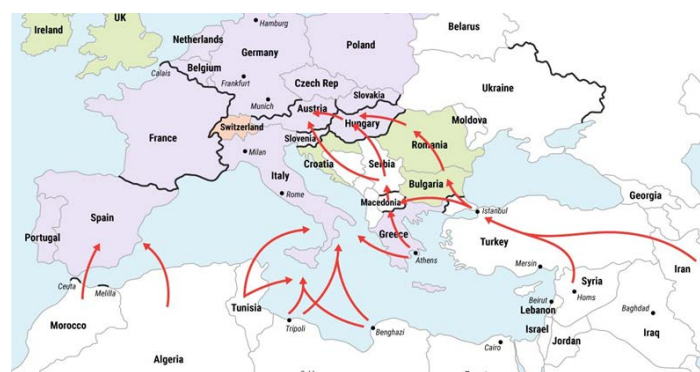 UK
Ireland
Hamburg
Belarus
Netherlands
Germany
Poland
Calais
Belgium
Frankfurt
Czech Rep
Ukraine
Slovakia
Munich
Austria
France
Switzerland
Hungary
Moldova
Slovenia
Romania
Milan
Croatia
Serbia
Italy
Bulgaria
Rome
Macedonia
Georgia
Istanbul
Spain
Portugal
Greece
Turkey
Athens
Iran
Mersin
Syria
Ceuta
Melilla
Homs
Beirut
Lebanon
Tunisia
Baghdad
Morocco
Tripoli
Benghazi
Israel
Iraq
Jordan
Cairo
Algeria